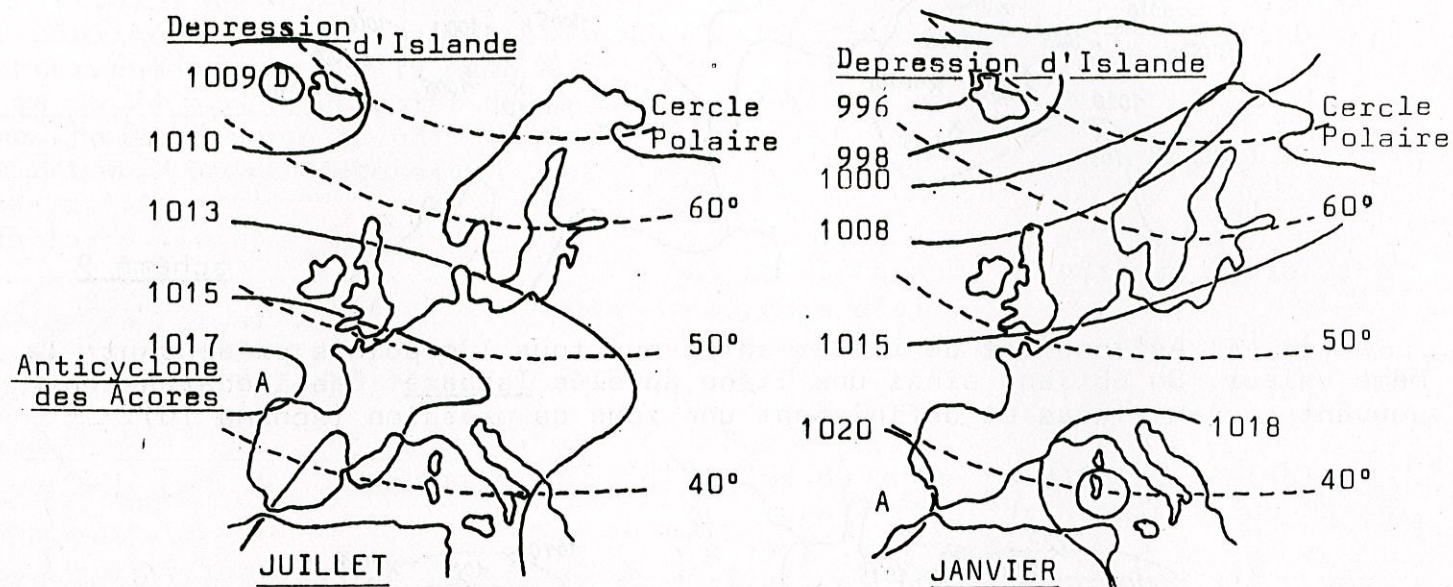 Depression
d'Islande
1009 D
1010
1013
1015
1017
Anticyclone
des Acores
A
Cercle
Polaire
60°
50°
40°
JUILLET
Depression d'Islande
996
998
1000
1008
1015
1020
A
Cercle
Polaire
60°
50°
1018
40°
JANVIER